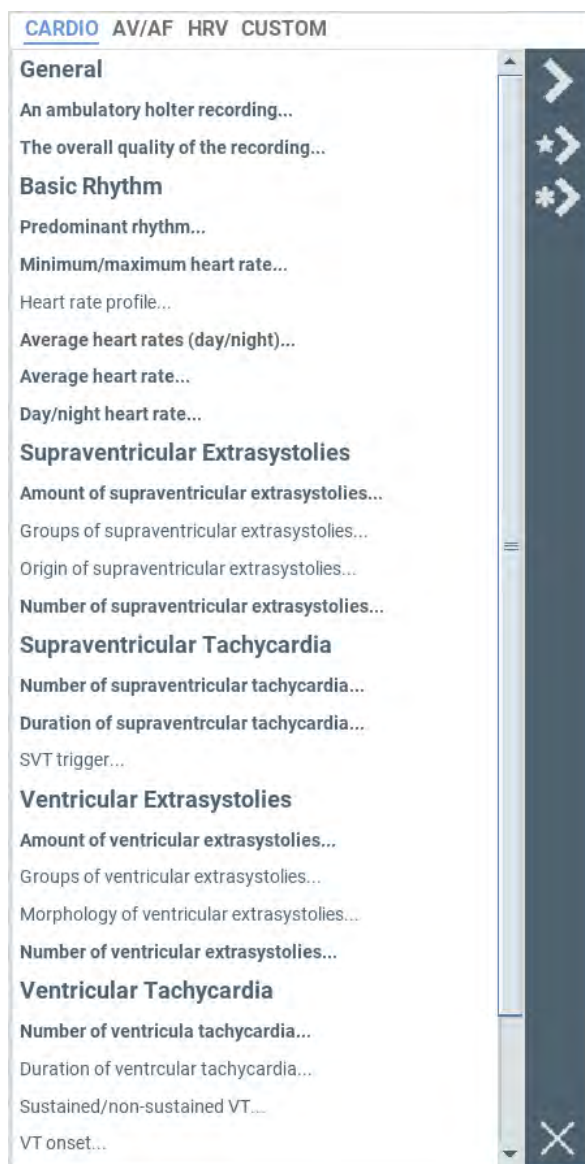 CARDIO AV/AF HRV CUSTOM
General
An ambulatory holter recording...
The overall quality of the recording...
Basic Rhythm
Predominant rhythm...
Minimum/maximum heart rate...
Heart rate profile...
Average heart rates (day/night)...
Average heart rate...
Day/night heart rate...
Supraventricular Extrasystolies
Amount of supraventricular extrasystolies...
Groups of supraventricular extrasystolies...
Origin of supraventricular extrasystolies...
Number of supraventricular extrasystolies...
Supraventricular Tachycardia
Number of supraventricular tachycardia...
Duration of supraventrcular tachycardia...
SVT trigger...
Ventricular Extrasystolies
Amount of ventricular extrasystolies...
Groups of ventricular extrasystolies...
Morphology of ventricular extrasystolies...
Number of ventricular extrasystolies...
Ventricular Tachycardia
Number of ventricula tachycardia...
Duration of ventrcular tachycardia...
Sustained/non-sustained VT...
VT onset...